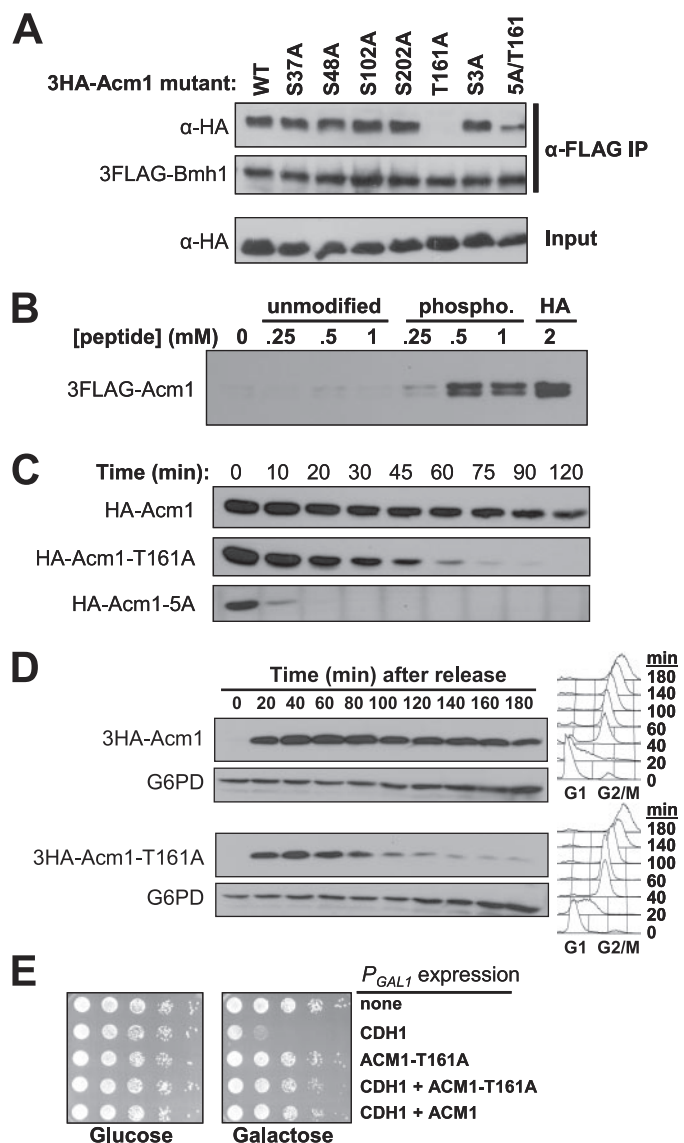 A
3HA-Acm1 mutant: WT S37A S48A S102A S202A T161A S3A 5A/T161
α-HA
3FLAG-Bmh1
α-FLAG IP
α-HA
Input
B
unmodified phospho. HA
[peptide] (mM) 0 .25 .5 1 .25 .5 1 2
3FLAG-Acm1
C
Time (min): 0 10 20 30 45 60 75 90 120
HA-Acm1
HA-Acm1-T161A
HA-Acm1-5A
D
Time (min) after release
0 20 40 60 80 100 120 140 160 180
3HA-Acm1
G6PD
min
180
140
100
60
40
20
0
G1 G2/M
3HA-Acm1-T161A
G6PD
min
180
140
100
60
40
20
0
G1 G2/M
E
PGAL1 expression
none
CDH1
ACM1-T161A
CDH1 + ACM1-T161A
CDH1 + ACM1
Glucose Galactose